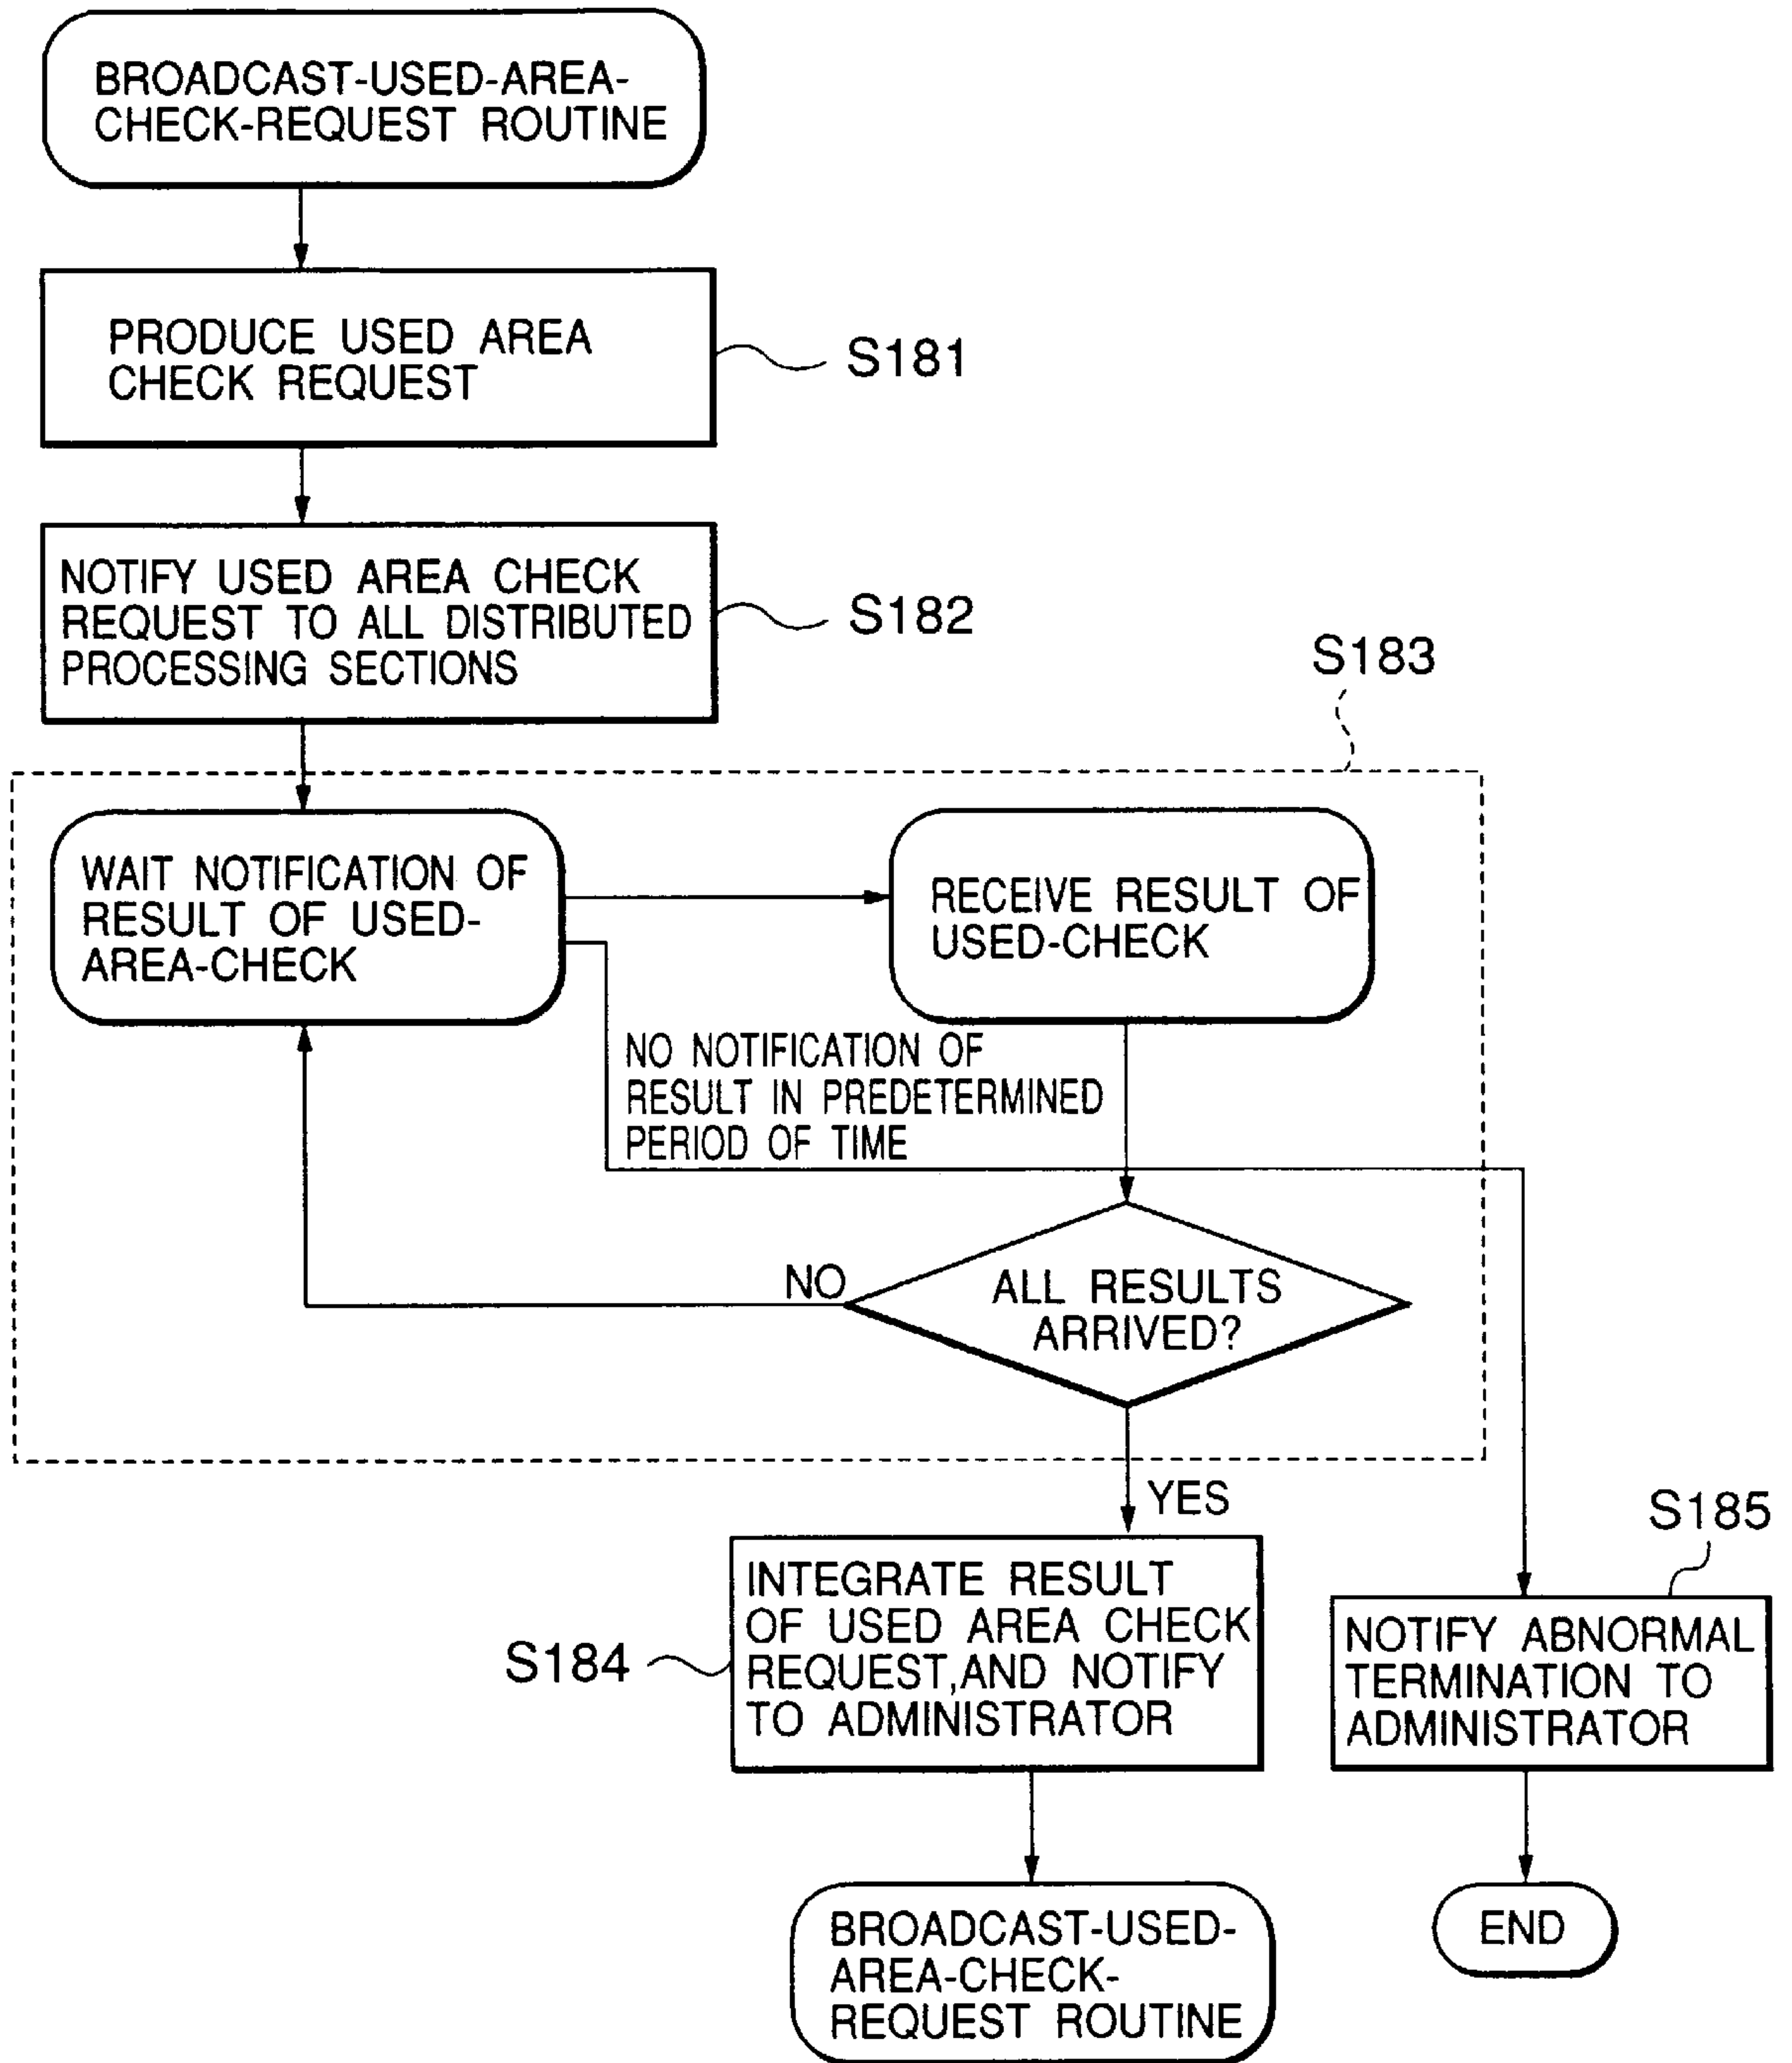 BROADCAST-USED-AREA-
CHECK-REQUEST ROUTINE
PRODUCE USED AREA
CHECK REQUEST
S181
NOTIFY USED AREA CHECK
REQUEST TO ALL DISTRIBUTED
PROCESSING SECTIONS
S182
S183
WAIT NOTIFICATION OF
RESULT OF USED-
AREA-CHECK
RECEIVE RESULT OF
USED-CHECK
NO NOTIFICATION OF
RESULT IN PREDETERMINED
PERIOD OF TIME
NO
ALL RESULTS
ARRIVED?
YES
S184
INTEGRATE RESULT
OF USED AREA CHECK
REQUEST,AND NOTIFY
TO ADMINISTRATOR
S185
NOTIFY ABNORMAL
TERMINATION TO
ADMINISTRATOR
BROADCAST-USED-
AREA-CHECK-
REQUEST ROUTINE
END